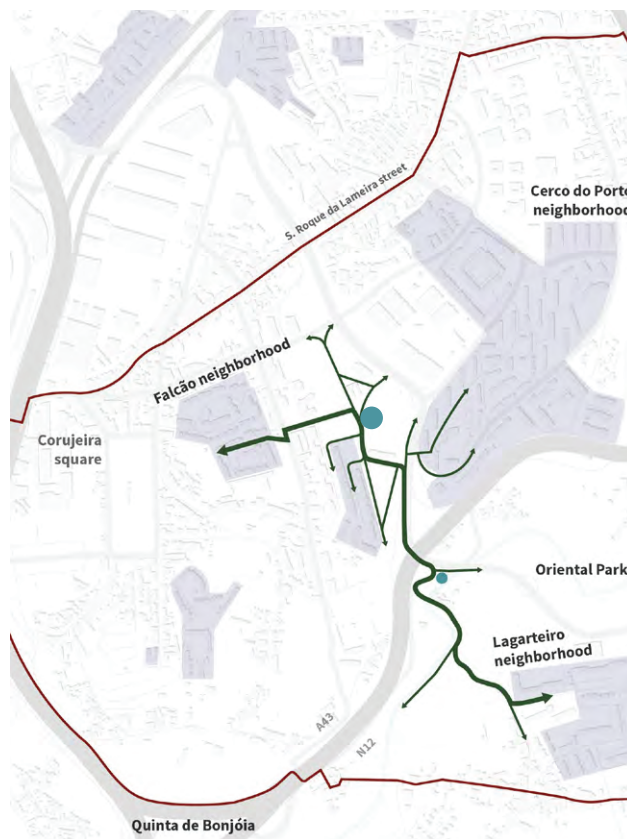 Cerco do Porto
neighborhood
S. Roque da Lameira street
Falcão neighborhood
Corujeira
square
Oriental Park
Lagarteiro
neighborhood
A43
N12
Quinta de Bonjóia